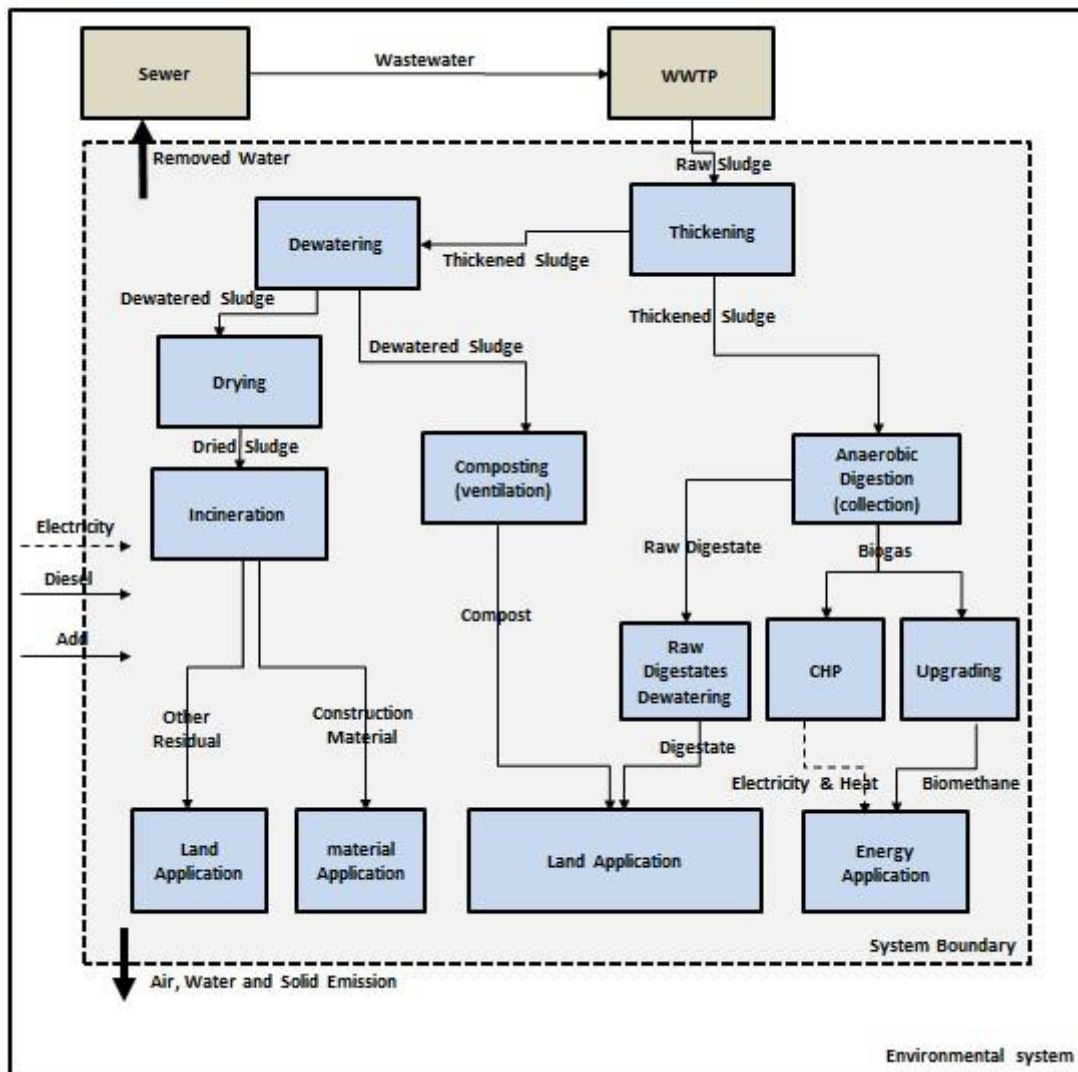 Sewer
Wastewater
WWTP
Removed Water
Raw Sludge
Thickening
Dewatering
Thickened Sludge
Dewatered Sludge
Thickened Sludge
Dewatered Sludge
Drying
Dried Sludge
Composting
(ventilation)
Anaerobic
Digestion
(collection)
Incineration
Electricity
Raw Digestate
Biogas
Diesel
Compost
Add
Raw
Digestates
Dewatering
CHP
Upgrading
Other
Residual
Construction
Material
Digestate
Electricity & Heat
Biomethane
Land
Application
material
Application
Land Application
Energy
Application
System Boundary
Air, Water and Solid Emission
Environmental system